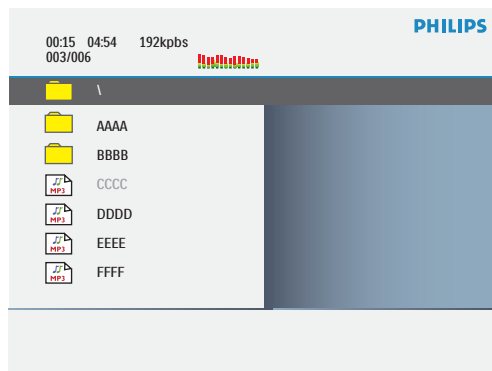 PHILIPS
00:15 04:54 192kpbs
003/006
\
AAAA
BBBB
MP3 CCCC
MP3 DDDD
MP3 EEEE
MP3 FFFF